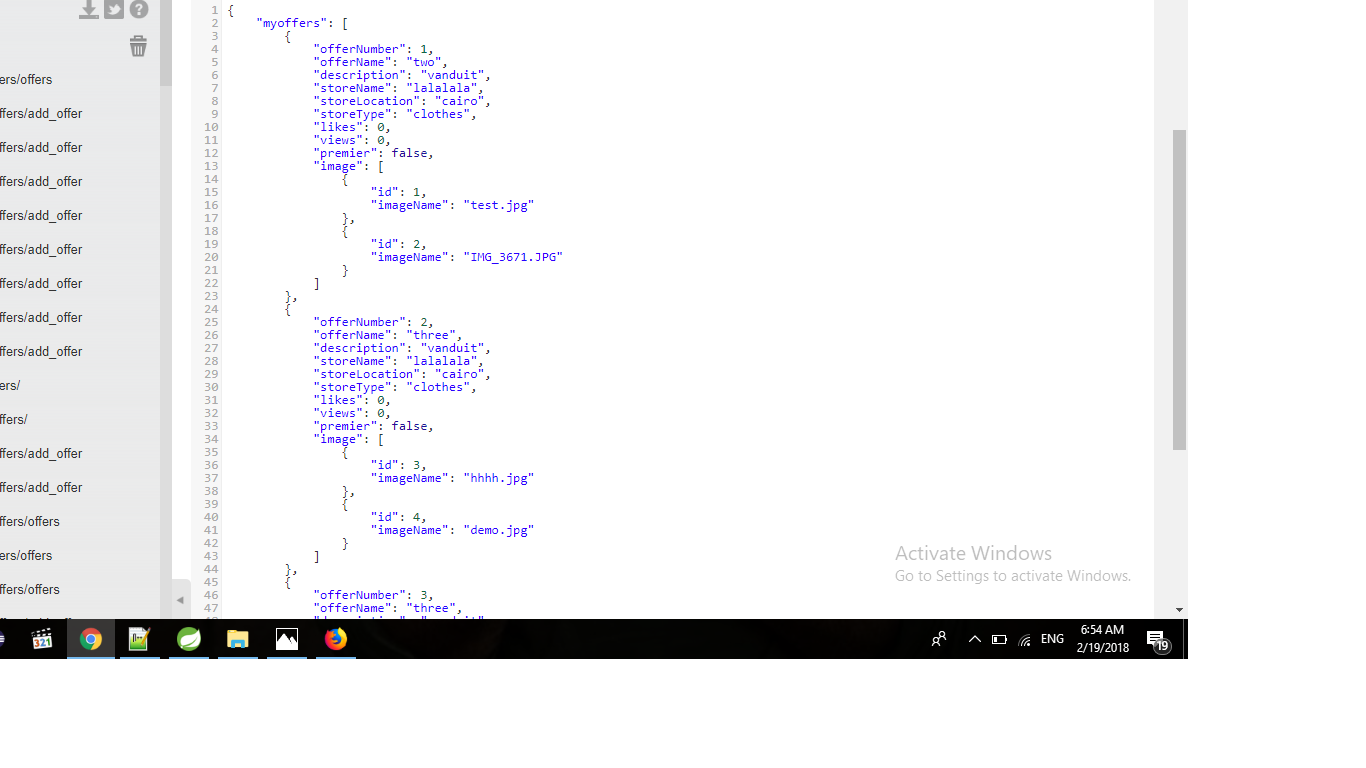 ers/offers
ffers/add_offer
ffers/add_offer
ffers/add_offer
ffers/add_offer
ffers/add_offer
ffers/add_offer
ffers/add_offer
ffers/add_offer
ers/
ffers/
ffers/add_offer
ffers/add_offer
ffers/offers
ers/offers
ffers/offers
1 {
2 "myoffers": [
3 {
4 "offerNumber": 1,
5 "offerName": "two",
6 "description": "vanduit",
7 "storeName": "lalalala",
8 "storeLocation": "cairo",
9 "storeType": "clothes",
10 "likes": 0,
11 "views": 0,
12 "premier": false,
13 "image": [
14 {
15 "id": 1,
16 "imageName": "test.jpg"
17 },
18 {
19 "id": 2,
20 "imageName": "IMG_3671.JPG"
21 }
22 ]
23 },
24 {
25 "offerNumber": 2,
26 "offerName": "three",
27 "description": "vanduit",
28 "storeName": "lalalala",
29 "storeLocation": "cairo",
30 "storeType": "clothes",
31 "likes": 0,
32 "views": 0,
33 "premier": false,
34 "image": [
35 {
36 "id": 3,
37 "imageName": "hhhh.jpg"
38 },
39 {
40 "id": 4,
41 "imageName": "demo.jpg"
42 }
43 ]
44 },
45 {
46 "offerNumber": 3,
47 "offerName": "three",
Activate Windows
Go to Settings to activate Windows.
321
ENG
6:54 AM
2/19/2018
19